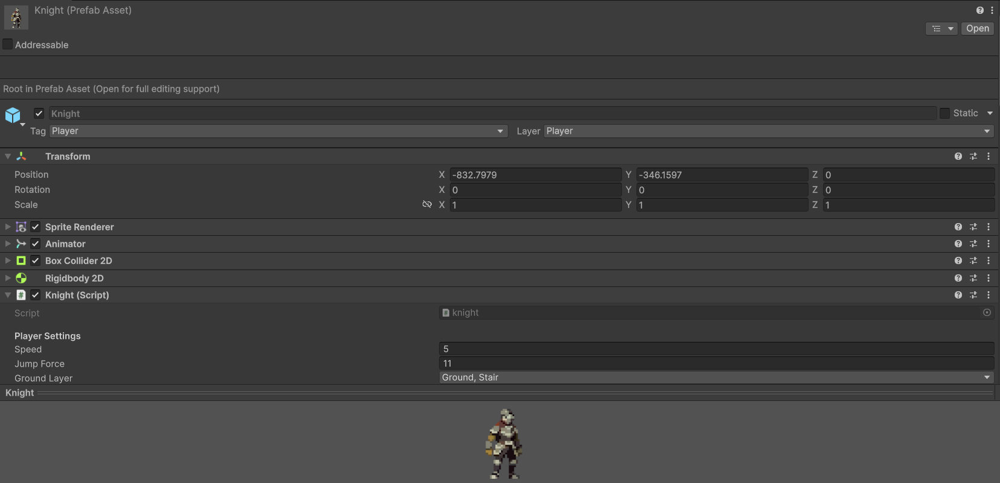 Knight (Prefab Asset)
Open
Addressable
Root in Prefab Asset (Open for full editing support)
Knight Static
Tag Player Layer Player
Transform
Position X -832.7979 Y -346.1597 Z 0
Rotation X 0 Y 0 Z 0
Scale X 1 Y 1 Z 1
Sprite Renderer
Animator
Box Collider 2D
Rigidbody 2D
# Knight (Script)
Script knight
Player Settings
Speed 5
Jump Force 11
Ground Layer Ground, Stair
Knight